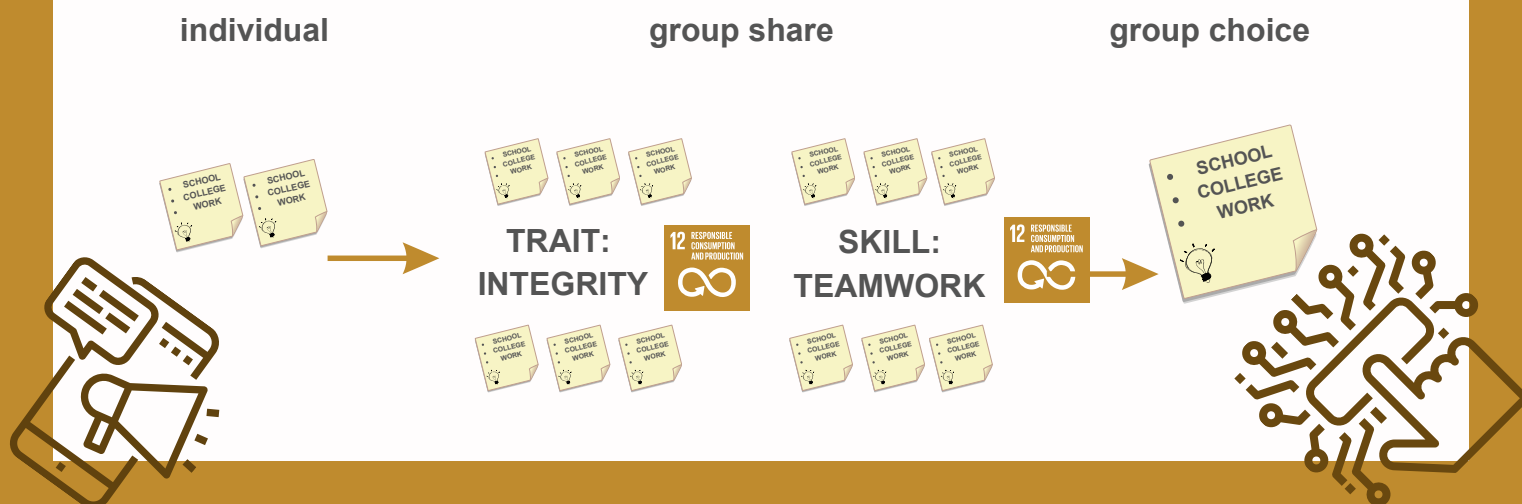 individual
group share
group choice
SCHOOL
COLLEGE
WORK
SCHOOL
COLLEGE
WORK
SCHOOL
COLLEGE
WORK
SCHOOL
COLLEGE
WORK
SCHOOL
COLLEGE
WORK
TRAIT:
INTEGRITY
12 RESPONSIBLE
CONSUMPTION
AND PRODUCTION
SCHOOL
COLLEGE
WORK
SCHOOL
COLLEGE
WORK
SCHOOL
COLLEGE
WORK
SCHOOL
COLLEGE
WORK
SCHOOL
COLLEGE
WORK
SCHOOL
COLLEGE
WORK
SKILL:
TEAMWORK
12 RESPONSIBLE
CONSUMPTION
AND PRODUCTION
SCHOOL
COLLEGE
WORK
SCHOOL
COLLEGE
WORK
SCHOOL
COLLEGE
WORK
SCHOOL
COLLEGE
WORK